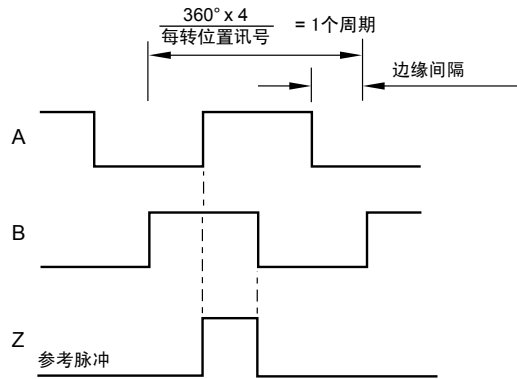 360° x 4
每转位置讯号
= 1个周期
边缘间隔
A
B
Z
参考脉冲